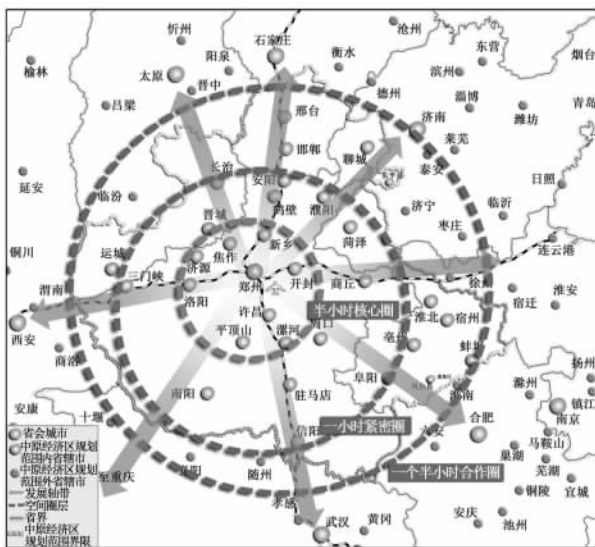 忻州
石家庄
沧州
榆林
阳泉
衡水
东营
烟台
太原
滨州
晋中
德州
淄博
青岛
吕梁
邢台
济南
潍坊
莱芜
邯郸
聊城
泰安
延安
长治
安阳
日照
临汾
鹤壁
濮阳
济宁
临沂
晋城
枣庄
菏泽
新乡
连云港
铜川
运城
焦作
渭南
三门峡
济源
郑州
开封
商丘
徐州
洛阳
宿迁
淮安
西安
许昌
半小时核心圈
淮北
宿州
商洛
平顶山
漯河
周口
亳州
蚌埠
扬州
南阳
驻马店
阜阳
淮南
滁州
镇江
安康
十堰
信阳
一小时紧密圈
合肥
南京
六安
马鞍山
巢湖
至重庆
随州
一个半小时合作圈
芜湖
孝感
铜陵
宣城
武汉
黄冈
安庆
池州
省会城市
中原经济区规划
范围内省辖市
中原经济区规划
范围外省辖市
发展轴带
空间圈层
省界
中原经济区
规划范围界限